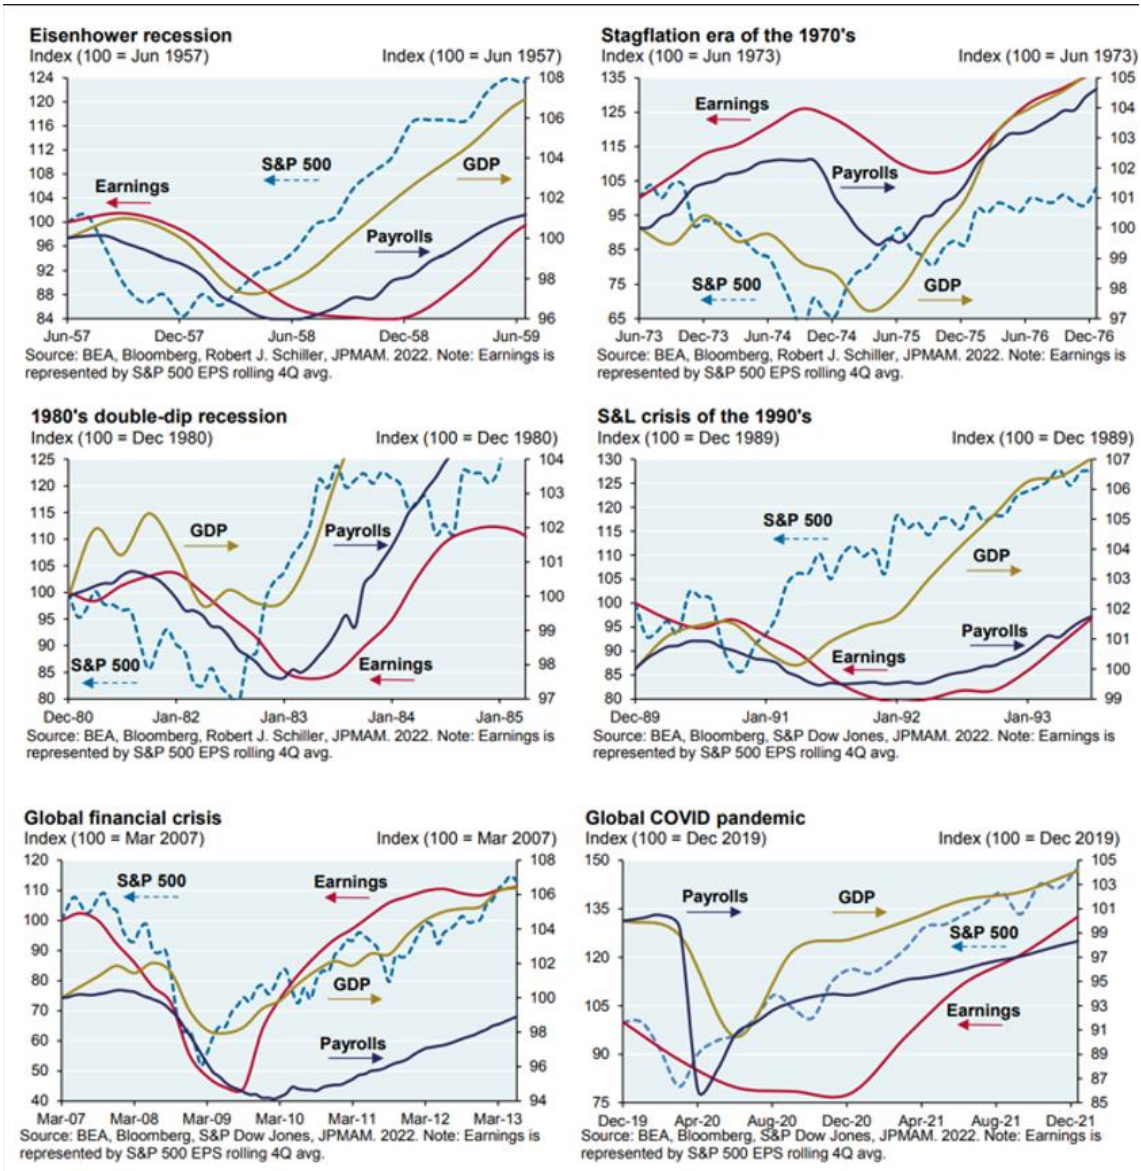 Eisenhower recession
Index (100 = Jun 1957) Index (100 = Jun 1957)
124 108
120
116 106
112
108 104
104
100 102
96 100
92
88 98
84 96
S&P 500
GDP
Earnings
Payrolls
Jun-57 Dec-57 Jun-58 Dec-58 Jun-59
Source: BEA, Bloomberg, Robert J. Schiller, JPMAM. 2022. Note: Earnings is
represented by S&P 500 EPS rolling 4Q avg.
Stagflation era of the 1970's
Index (100 = Jun 1973) Index (100 = Jun 1973)
135 105
125 104
115 103
105 102
95 101
85 100
75 99
65 98
97
Earnings
Payrolls
S&P 500
GDP
Jun-73 Dec-73 Jun-74 Dec-74 Jun-75 Dec-75 Jun-76 Dec-76
Source: BEA, Bloomberg, Robert J. Schiller, JPMAM. 2022. Note: Earnings is
represented by S&P 500 EPS rolling 4Q avg.
1980's double-dip recession
Index (100 = Dec 1980) Index (100 = Dec 1980)
125 104
120 103
115
110 102
105 101
100 100
95
90 99
85 98
80 97
GDP
Payrolls
S&P 500
Earnings
Dec-80 Jan-82 Jan-83 Jan-84 Jan-85
Source: BEA, Bloomberg, Robert J. Schiller, JPMAM. 2022. Note: Earnings is
represented by S&P 500 EPS rolling 4Q avg.
S&L crisis of the 1990's
Index (100 = Dec 1989) Index (100 = Dec 1989)
130 107
125 106
120
115 105
110 104
105 103
100
95 102
90 101
85 100
80 99
S&P 500
GDP
Payrolls
Earnings
Dec-89 Jan-91 Jan-92 Jan-93
Source: BEA, Bloomberg, S&P Dow Jones, JPMAM. 2022. Note: Earnings is
represented by S&P 500 EPS rolling 4Q avg.
Global financial crisis
Index (100 = Mar 2007) Index (100 = Mar 2007)
120 108
110 106
100 104
90
80 102
70 100
60 98
50 96
40 94
S&P 500
Earnings
GDP
Payrolls
Mar-07 Mar-08 Mar-09 Mar-10 Mar-11 Mar-12 Mar-13
Source: BEA, Bloomberg, S&P Dow Jones, JPMAM. 2022. Note: Earnings is
represented by S&P 500 EPS rolling 4Q avg.
Global COVID pandemic
Index (100 = Dec 2019) Index (100 = Dec 2019)
150 105
135 103
120 101
105 99
90 97
75 95
93
91
89
87
85
Payrolls
GDP
S&P 500
Earnings
Dec-19 Apr-20 Aug-20 Dec-20 Apr-21 Aug-21 Dec-21
Source: BEA, Bloomberg, S&P Dow Jones, JPMAM. 2022. Note: Earnings is
represented by S&P 500 EPS rolling 4Q avg.